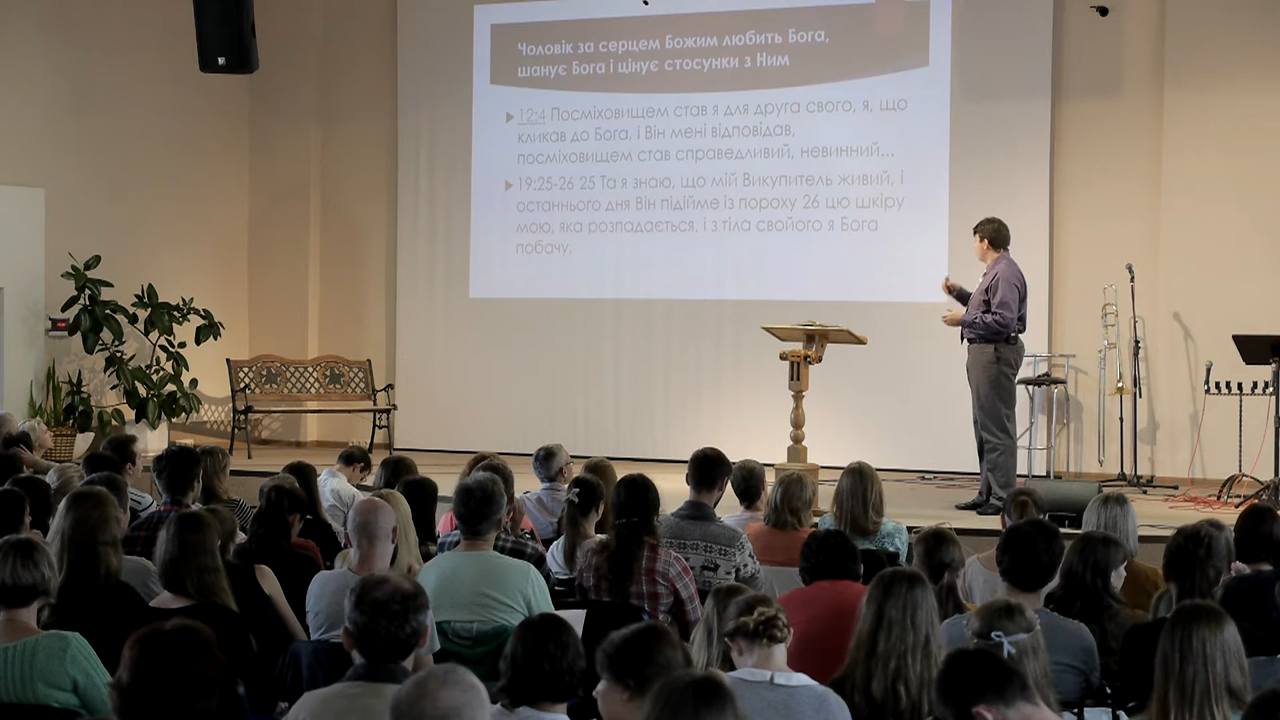 Чоловік за серцем Божим любить Бога,
шанує Бога і цінує стосунки з Ним
12:4 Посміховищем став я для друга свого, я, що
кликав до Бога, і Він мені відповідав,
посміховищем став справедливий, невинний...
19:25-26 25 Та я знаю, що мій Викупитель живий, і
останнього дня Він підійме із пороху 26 цю шкіру
мою, яка розпадається, і з тіла свойого я Бога
побачу,